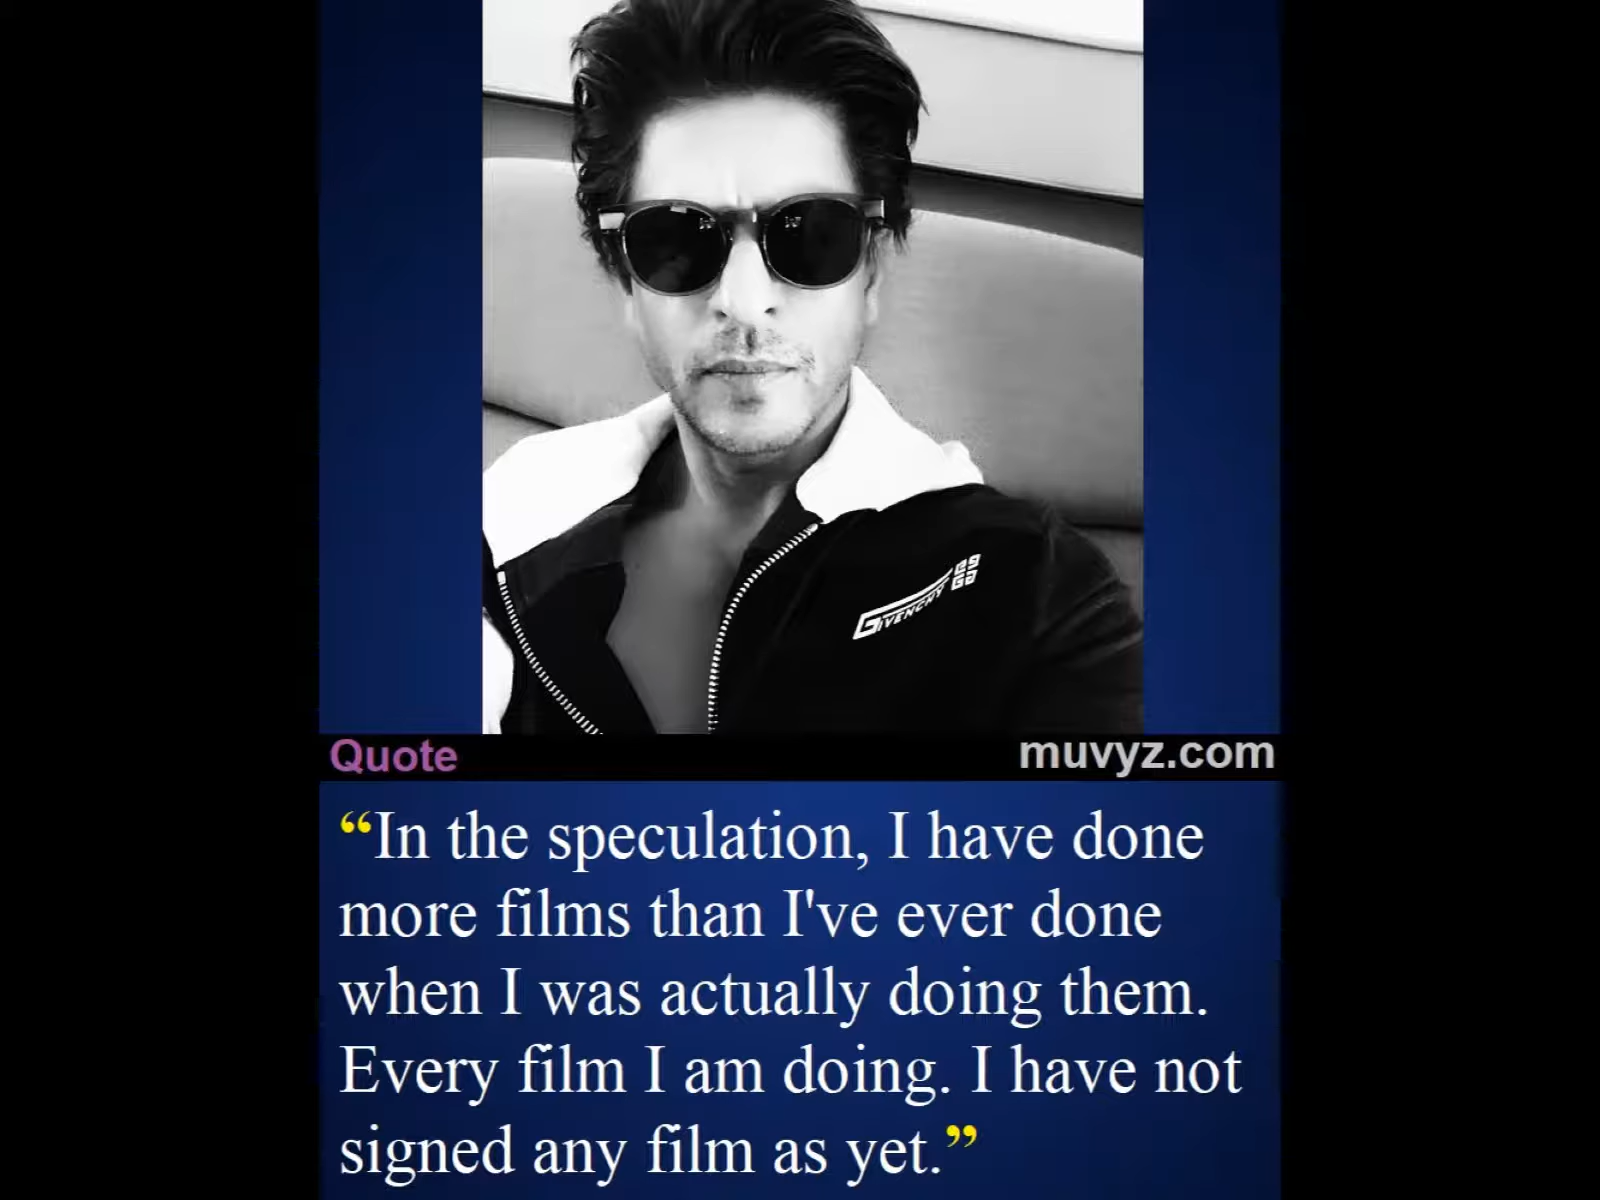 GIVENCHY
Quote
muvyz.com
“In the speculation, I have done
more films than I've ever done
when I was actually doing them.
Every film I am doing. I have not
signed any film as yet.”